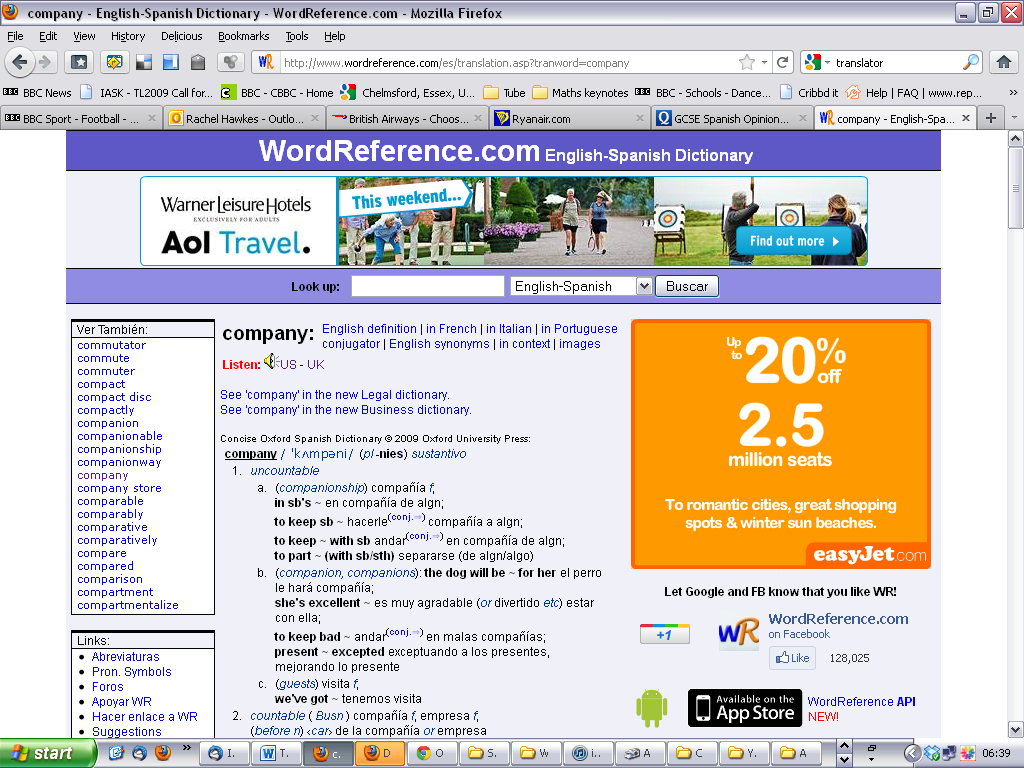 company - English-Spanish Dictionary - WordReference.com - Mozilla Firefox
File Edit View History Delicious Bookmarks Tools Help
http://www.wordreference.com/es/translation.asp?tranword=company
translator
BBC News
IASK - TL2009 Call for...
BBC - CBBC - Home
Chelmsford, Essex, U...
Tube
Maths keynotes
BBC - Schools - Dance...
Cribbd it
Help | FAQ | www.rep...
BBC Sport - Football - ...
Rachel Hawkes - Outlo...
British Airways - Choos...
Ryanair.com
GCSE Spanish Opinion...
company - English-Spa...
WordReference.com English-Spanish Dictionary
Warner Leisure Hotels
EXCLUSIVELY FOR ADULTS
Aol Travel.
This weekend...
Find out more
Look up:
English-Spanish
Buscar
Ver También:
commutator
commute
commuter
compact
compact disc
compactly
companion
companionable
companionship
companionway
company
company store
comparable
comparably
comparative
comparatively
compare
compared
comparison
compartment
compartmentalize
Links:
Abreviaturas
Pron. Symbols
Foros
Apoyar WR
Hacer enlace a WR
Suggestions
company:
English definition | in French | in Italian | in Portuguese
conjugator | English synonyms | in context | images
Listen: US - UK
See 'company' in the new Legal dictionary.
See 'company' in the new Business dictionary.
Concise Oxford Spanish Dictionary © 2009 Oxford University Press:
company / ˈkʌmpəni/ (pl -nies) sustantivo
1. uncountable
a. (companionship) compañía f;
in sb's ~ en compañía de algn;
to keep sb ~ hacerle(conj.⇒) compañía a algn;
to keep ~ with sb andar(conj.⇒) en compañía de algn;
to part ~ (with sb/sth) separarse (de algn/algo)
b. (companion, companions): the dog will be ~ for her el perro
le hará compañía;
she's excellent ~ es muy agradable (or divertido etc) estar
con ella;
to keep bad ~ andar(conj.⇒) en malas compañías;
present ~ excepted exceptuando a los presentes,
mejorando lo presente
c. (guests) visita f;
we've got ~ tenemos visita
2. countable ( Busn ) compañía f, empresa f;
(before n) ‹car› de la compañía or empresa
Up to 20% off
2.5
million seats
To romantic cities, great shopping
spots & winter sun beaches.
easyJet.com
Let Google and FB know that you like WR!
+1
WR
WordReference.com
on Facebook
Like
128,025
Available on the
App Store
WordReference API
NEW!
start
I.
T.
c.
D
O
S.
W
i...
A
C
Y.
A
06:39